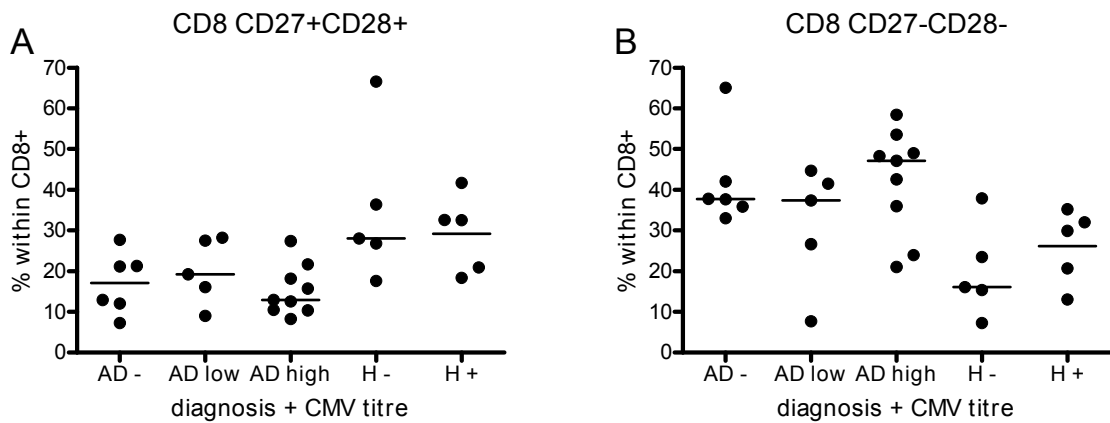 A
CD8 CD27+CD28+
% within CD8+
70
60
50
40
30
20
10
0
AD -
AD low
AD high
H -
H +
diagnosis + CMV titre
B
CD8 CD27-CD28-
% within CD8+
70
60
50
40
30
20
10
0
AD -
AD low
AD high
H -
H +
diagnosis + CMV titre